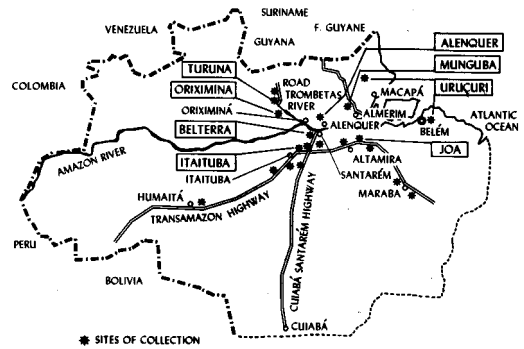 SURINAME
VENEZUELA
GUYANA
F. GUYANE
ALENQUER
TURUNA
MUNGUBA
COLOMBIA
ROAD
TROMBETAS
RIVER
MACAPÁ
URUÇURI
ORIXIMINA
ORIXIMINÁ
ALMERIM
ATLANTIC
OCEAN
ALENQUER
BELTERRA
BELÉM
JOA
AMAZON RIVER
ITAITUBA
ALTAMIRA
ITAITUBA
SANTARÉM
MARABA
HUMAITÁ
TRANSAMAZON HIGHWAY
CUIABÁ SANTARÉM HIGHWAY
PERU
BOLIVIA
CUIABÁ
SITES OF COLLECTION